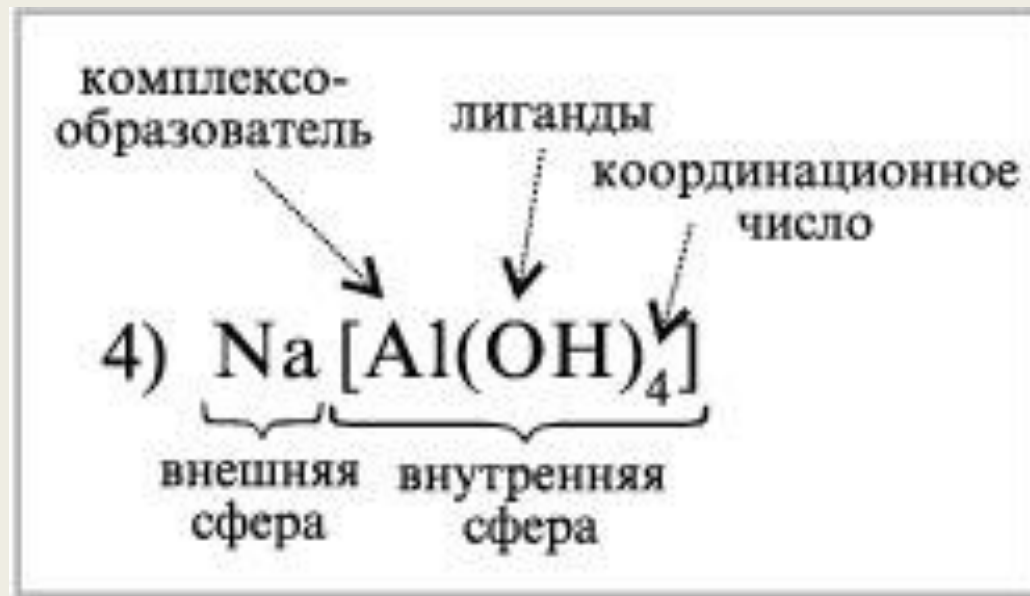 комплексо-
образователь
лиганды
координационное
число
4) Na[Al(OH)₄]
внешняя
сфера
внутренняя
сфера